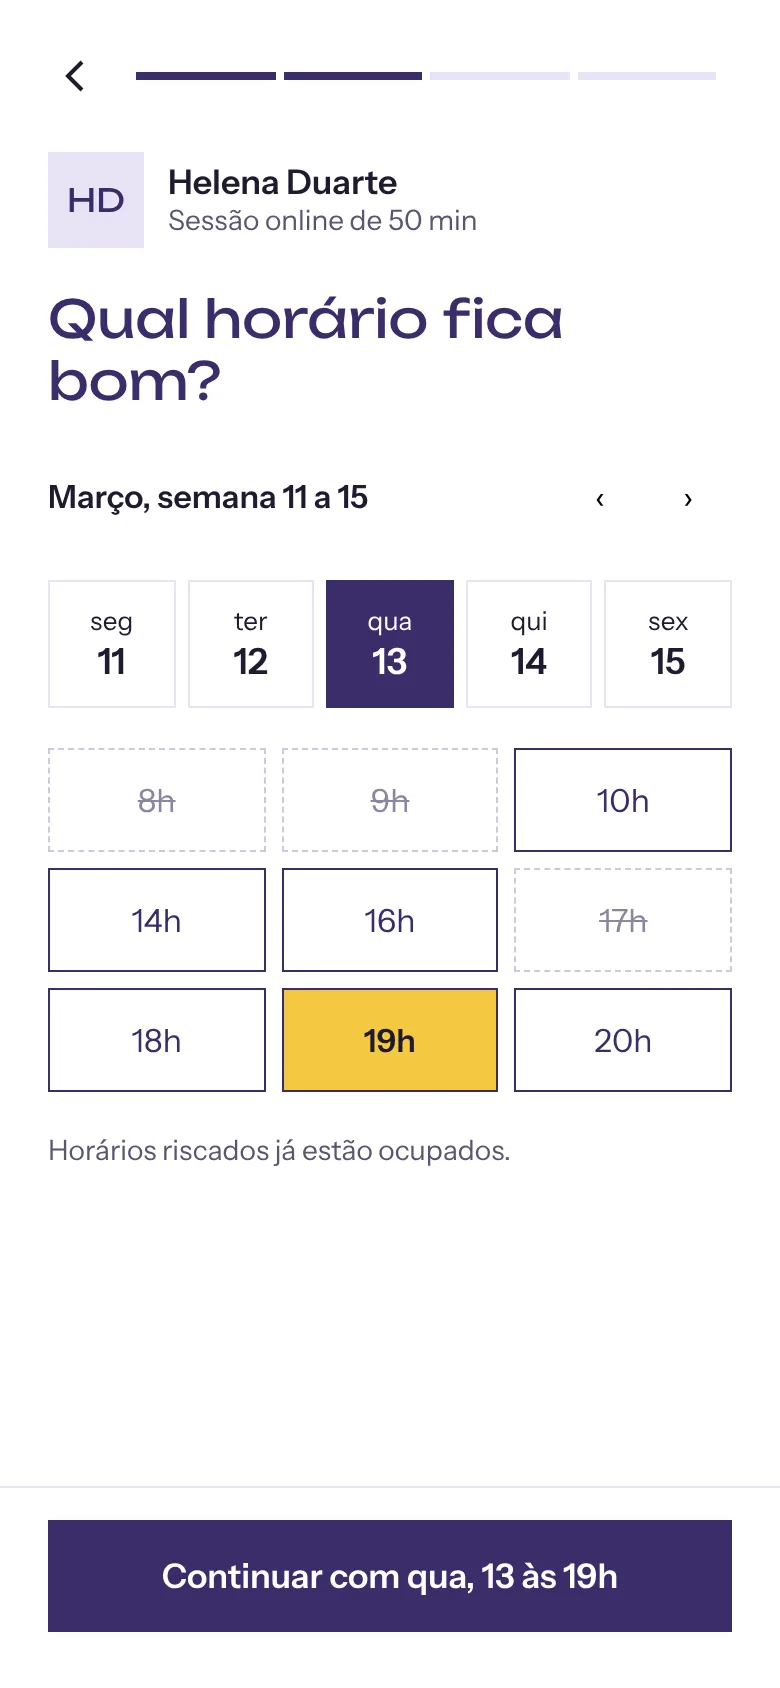 HD
Helena Duarte
Sessão online de 50 min
Qual horário fica
bom?
Março, semana 11 a 15
‹ ›
seg ter qua qui sex
11 12 13 14 15
8h 9h 10h
14h 16h 17h
18h 19h 20h
Horários riscados já estão ocupados.
Continuar com qua, 13 às 19h